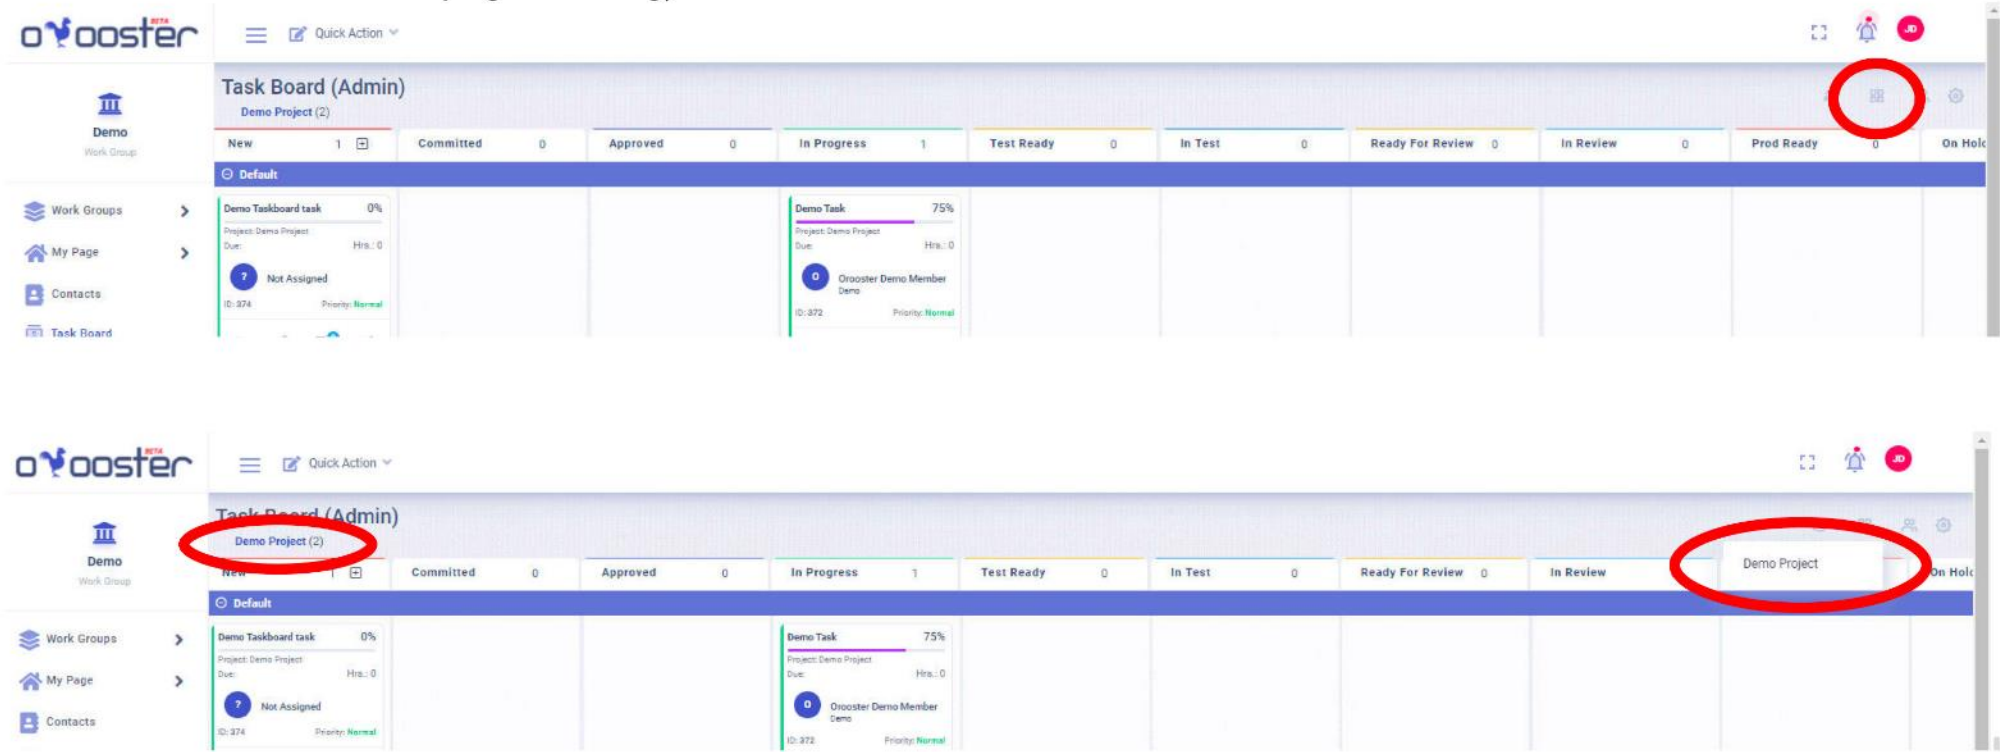 orooster BETA
Quick Action
JD
Task Board (Admin)
Demo Project (2)
Demo
Work Group
New 1 Committed 0 Approved 0 In Progress 1 Test Ready 0 In Test 0 Ready For Review 0 In Review 0 Prod Ready 0 On Hold
Default
Work Groups
My Page
Contacts
Task Board
Demo Taskboard task 0%
Project: Demo Project
Due: Hrs.: 0
? Not Assigned
ID: 374 Priority: Normal
Demo Task 75%
Project: Demo Project
Due: Hrs.: 0
O Orooster Demo Member
Demo
ID: 372 Priority: Normal
orooster BETA
Quick Action
JD
Task Board (Admin)
Demo Project (2)
Demo Project
Demo
Work Group
New 1 Committed 0 Approved 0 In Progress 1 Test Ready 0 In Test 0 Ready For Review 0 In Review On Hold
Default
Work Groups
My Page
Contacts
Demo Taskboard task 0%
Project: Demo Project
Due: Hrs.: 0
? Not Assigned
ID: 374 Priority: Normal
Demo Task 75%
Project: Demo Project
Due: Hrs.: 0
O Orooster Demo Member
Demo
ID: 372 Priority: Normal